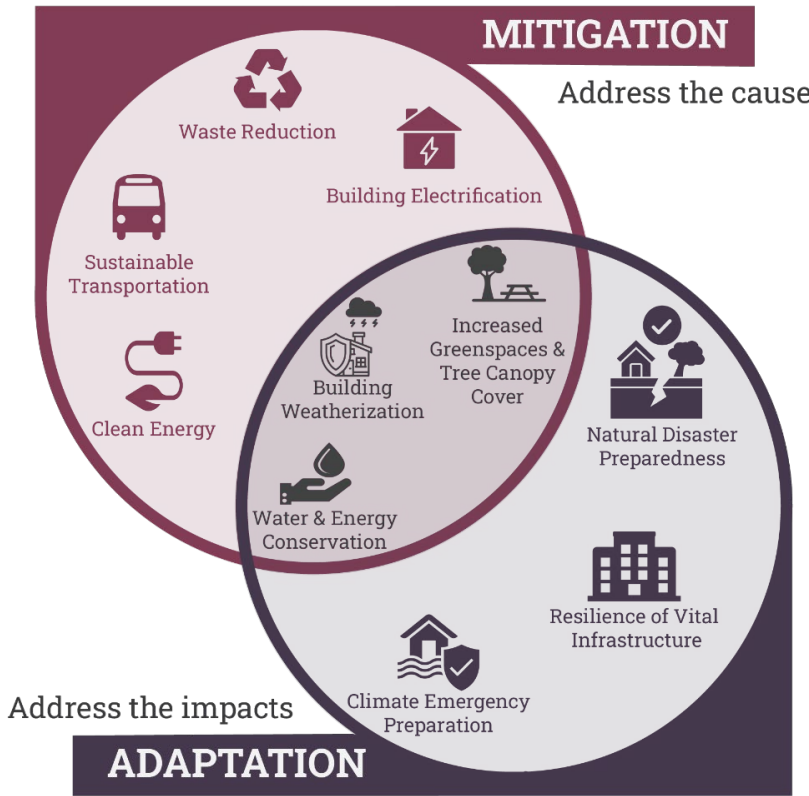 MITIGATION
Address the cause
Waste Reduction
Building Electrification
Sustainable
Transportation
Clean Energy
Increased
Greenspaces &
Tree Canopy
Cover
Building
Weatherization
Water & Energy
Conservation
Natural Disaster
Preparedness
Resilience of Vital
Infrastructure
Climate Emergency
Preparation
Address the impacts
ADAPTATION